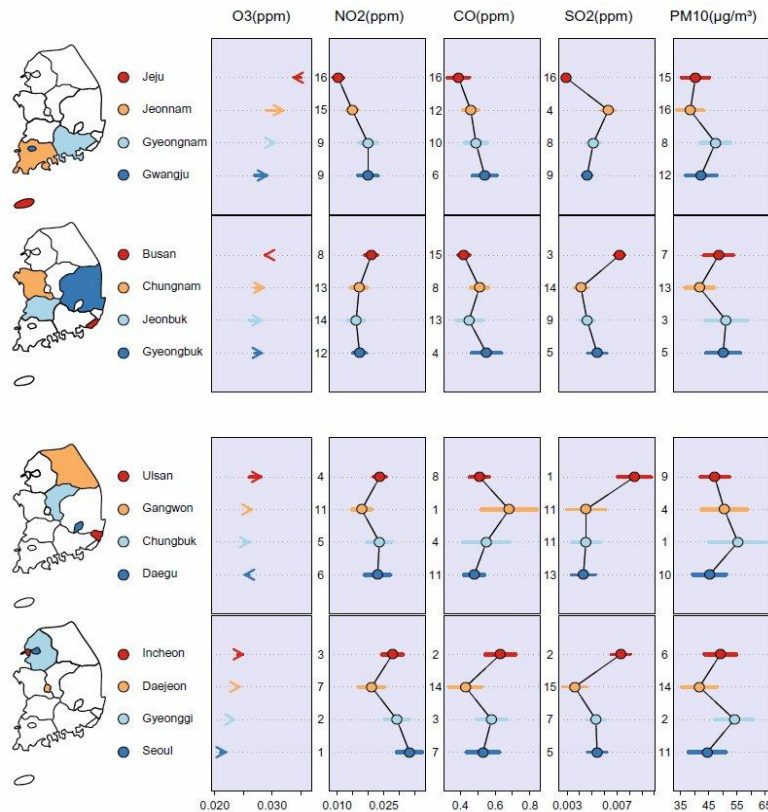 O3(ppm) NO2(ppm) CO(ppm) SO2(ppm) PM10(µg/m³)
Jeju 16 16 16 15
Jeonnam 15 12 4 16
Gyeongnam 9 10 8 8
Gwangju 9 6 9 12
Busan 8 15 3 7
Chungnam 13 8 14 13
Jeonbuk 14 13 9 3
Gyeongbuk 12 4 5 5
Ulsan 4 8 1 9
Gangwon 11 1 11 4
Chungbuk 5 4 11 1
Daegu 6 11 13 10
Incheon 3 2 2 6
Daejeon 7 14 15 14
Gyeonggi 2 3 7 2
Seoul 1 7 5 11
0.020 0.030 0.010 0.025 0.4 0.6 0.8 0.003 0.007 35 45 55 65